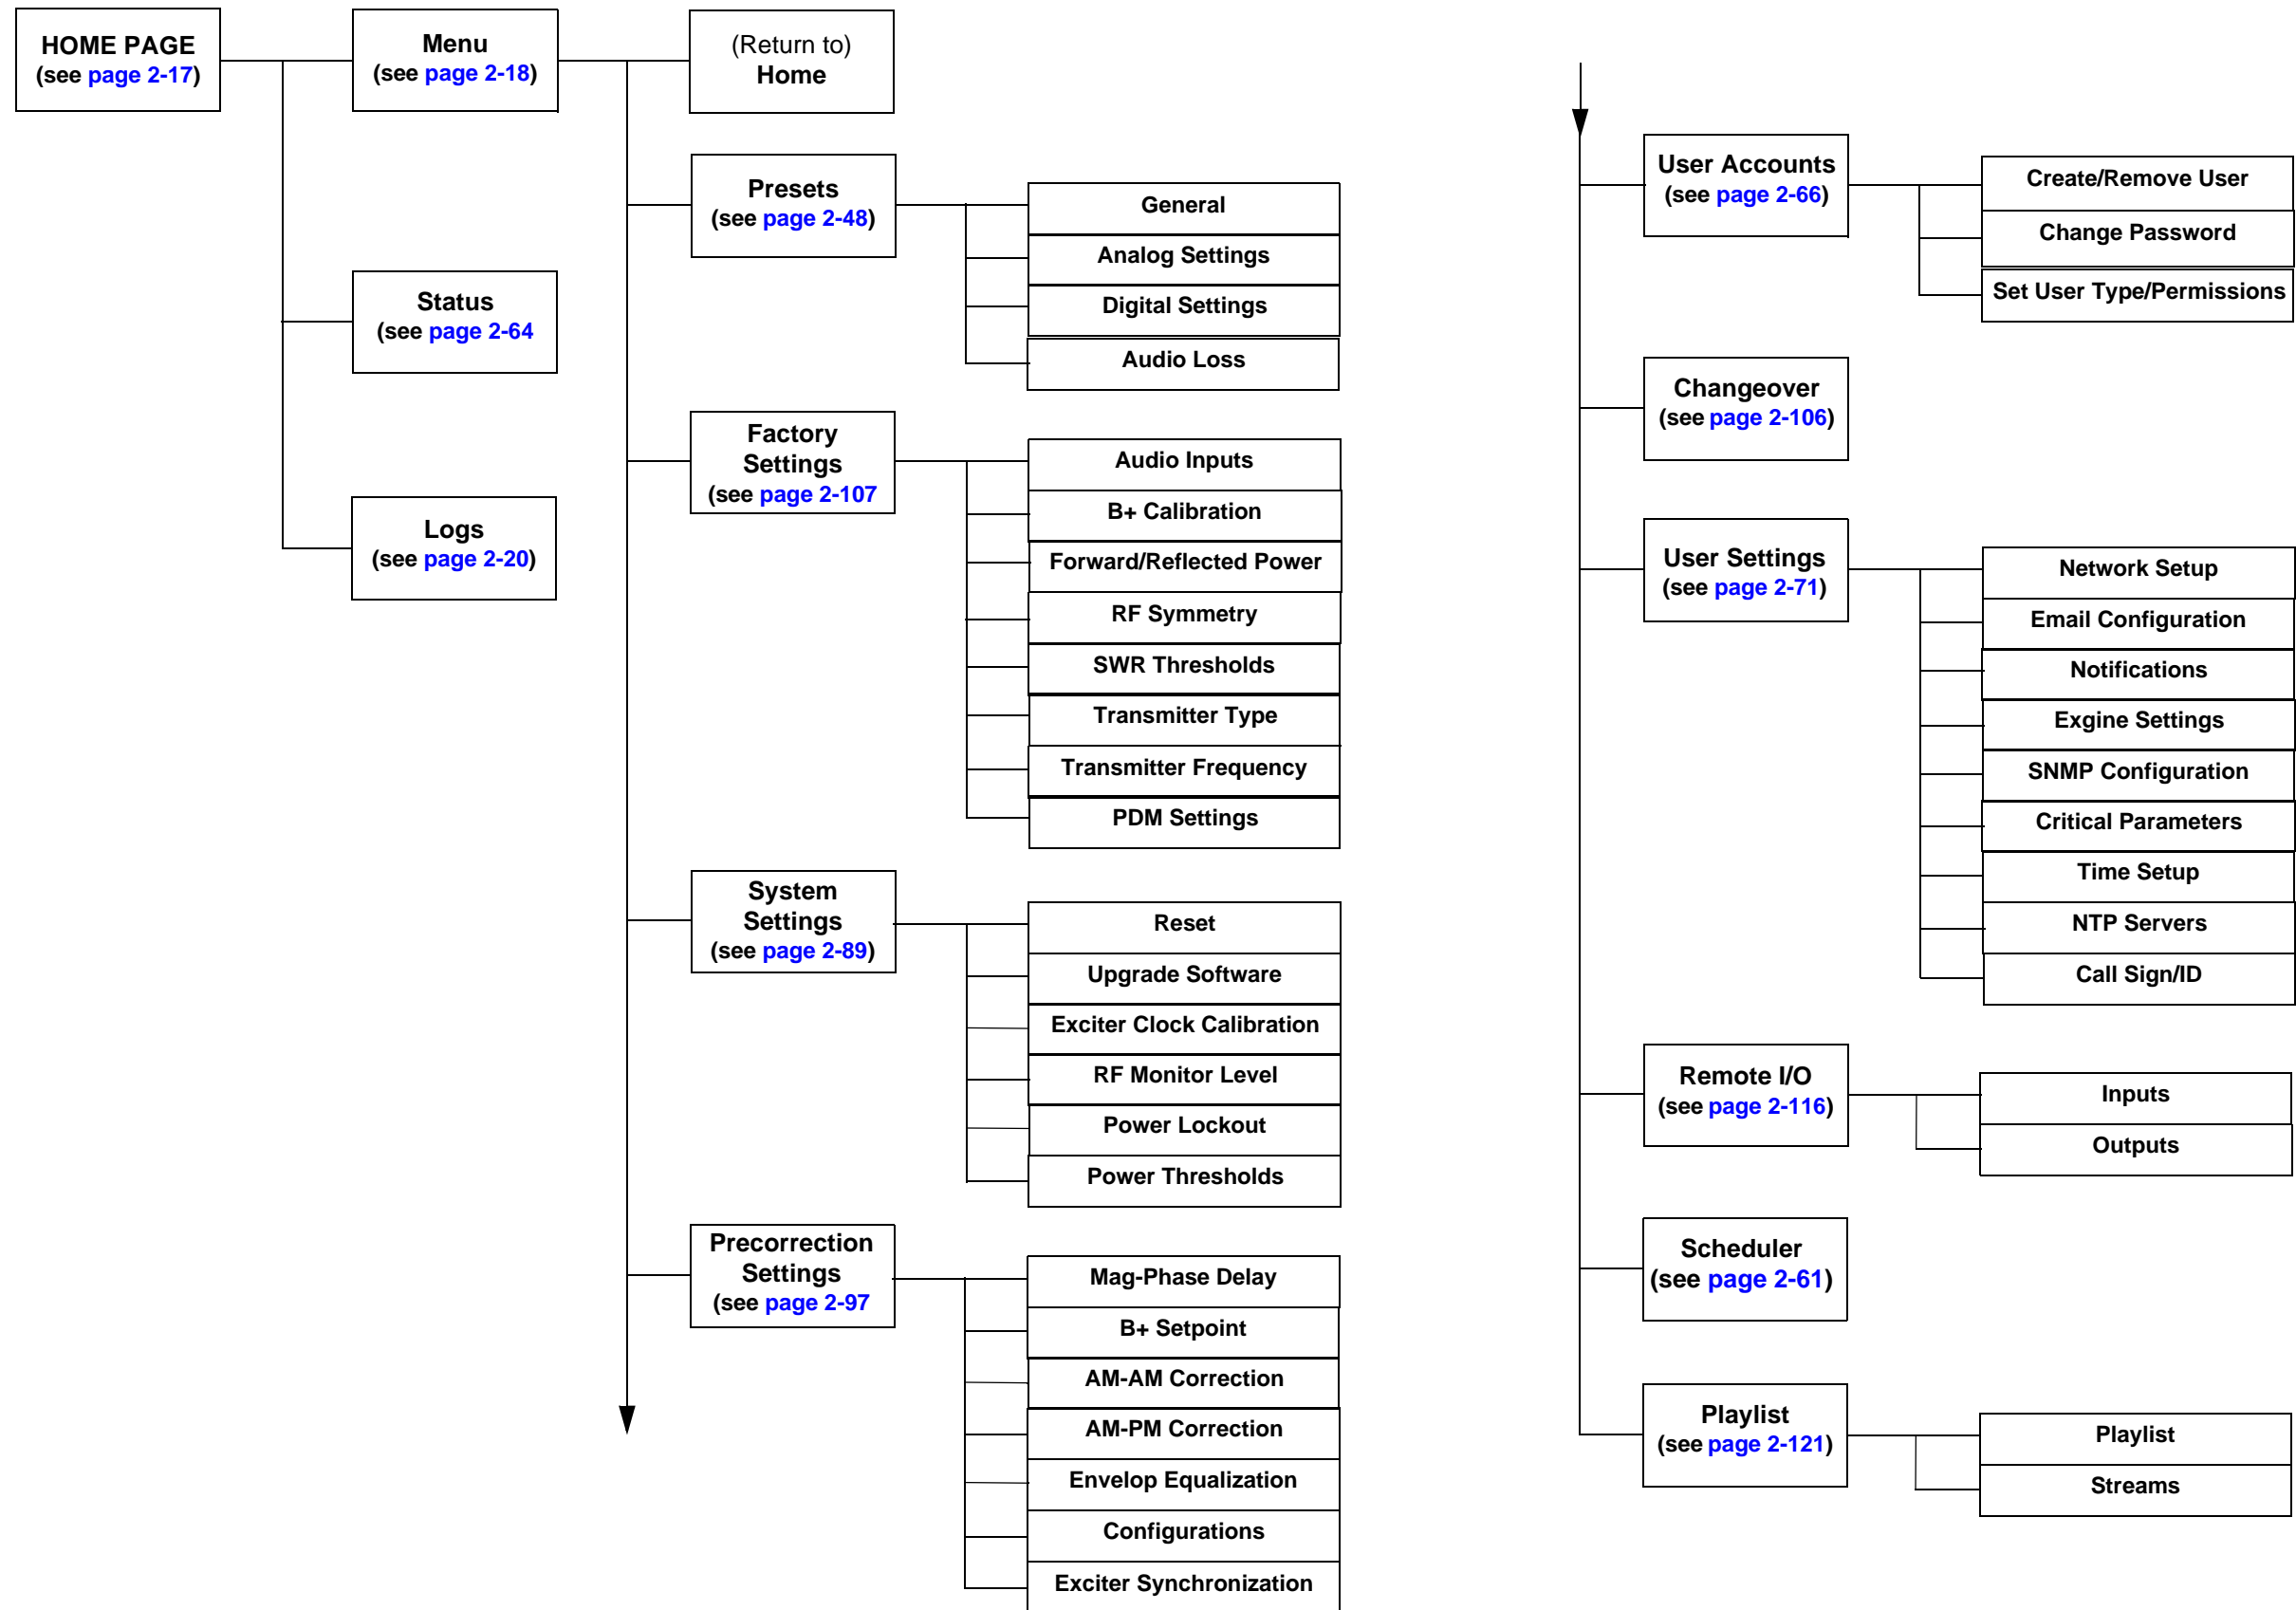 HOME PAGE
(see page 2-17)
Menu
(see page 2-18)
(Return to)
Home
Presets
(see page 2-48)
General
Analog Settings
Digital Settings
Audio Loss
Status
(see page 2-64
Logs
(see page 2-20)
Factory
Settings
(see page 2-107
Audio Inputs
B+ Calibration
Forward/Reflected Power
RF Symmetry
SWR Thresholds
Transmitter Type
Transmitter Frequency
PDM Settings
System
Settings
(see page 2-89)
Reset
Upgrade Software
Exciter Clock Calibration
RF Monitor Level
Power Lockout
Power Thresholds
Precorrection
Settings
(see page 2-97
Mag-Phase Delay
B+ Setpoint
AM-AM Correction
AM-PM Correction
Envelop Equalization
Configurations
Exciter Synchronization
User Accounts
(see page 2-66)
Create/Remove User
Change Password
Set User Type/Permissions
Changeover
(see page 2-106)
User Settings
(see page 2-71)
Network Setup
Email Configuration
Notifications
Exgine Settings
SNMP Configuration
Critical Parameters
Time Setup
NTP Servers
Call Sign/ID
Remote I/O
(see page 2-116)
Inputs
Outputs
Scheduler
(see page 2-61)
Playlist
(see page 2-121)
Playlist
Streams